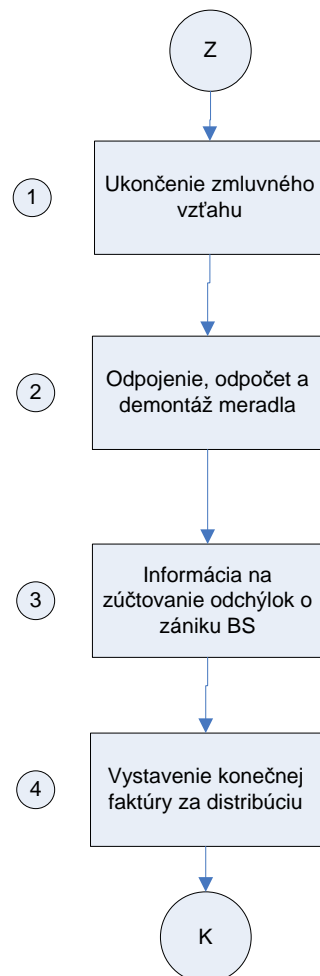 Z
1
Ukončenie zmluvného
vzťahu
2
Odpojenie, odpočet a
demontáž meradla
3
Informácia na
zúčtovanie odchýlok o
zániku BS
4
Vystavenie konečnej
faktúry za distribúciu
K